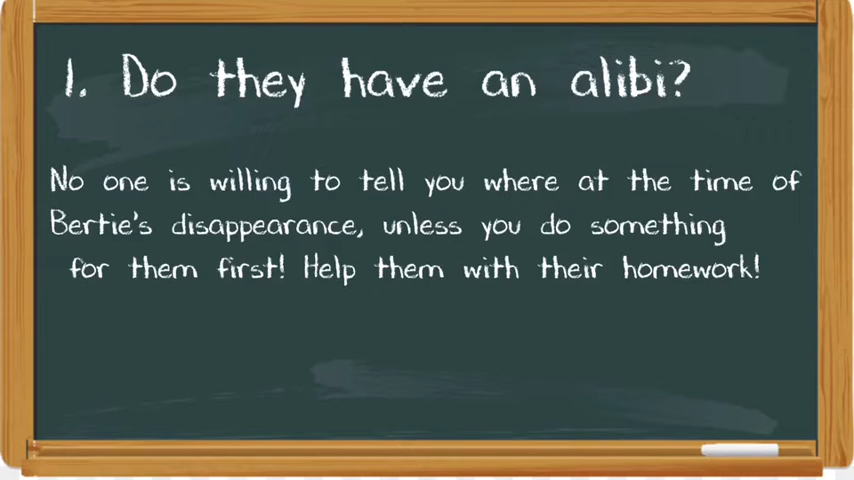 1. Do they have an alibi?
No one is willing to tell you where at the time of
Bertie's disappearance, unless you do something
for them first! Help them with their homework!